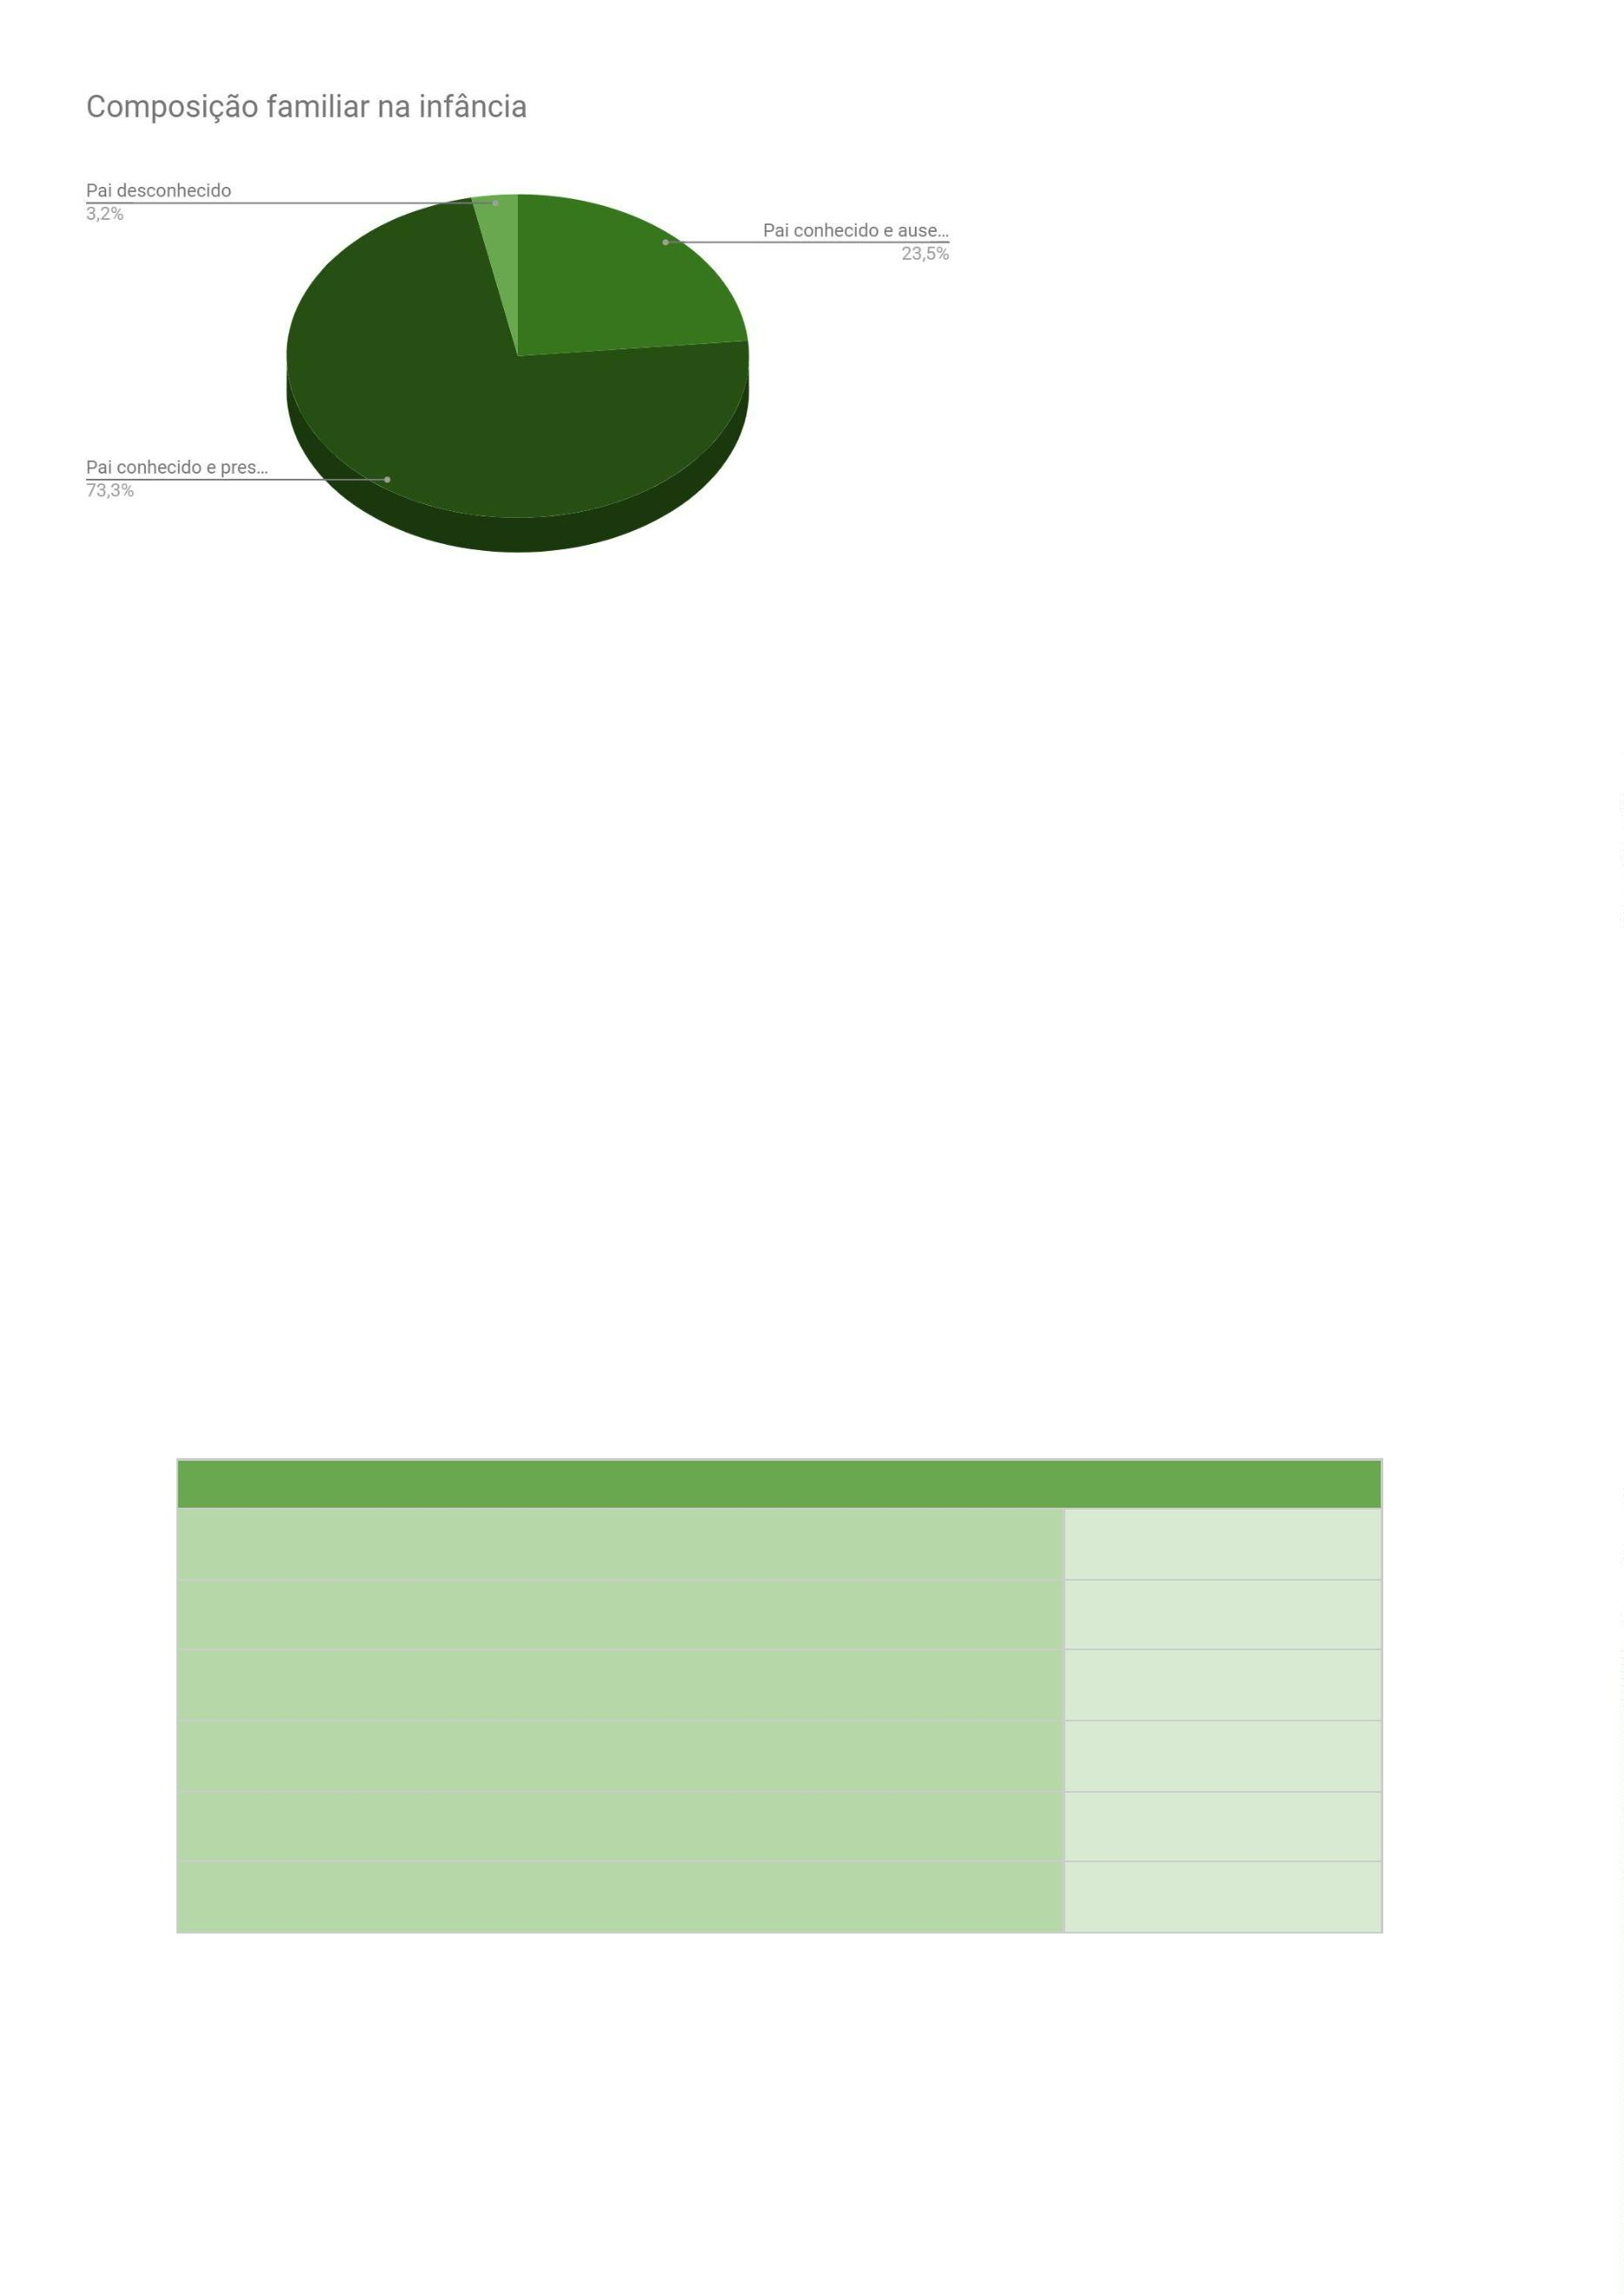 Composição familiar na infância
Pai desconhecido
3,2%
Pai conhecido e ause...
23,5%
Pai conhecido e pres...
73,3%